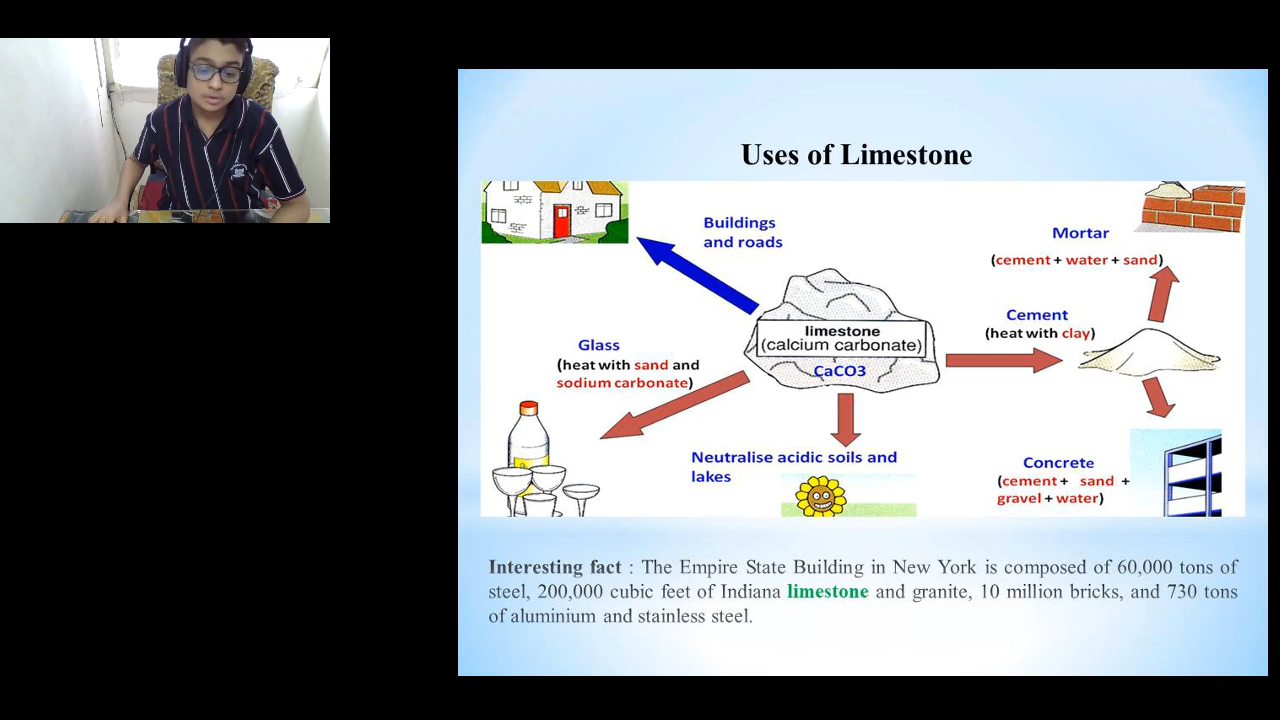 Uses of Limestone
Buildings
and roads
Mortar
(cement + water + sand)
Cement
(heat with clay)
limestone
(calcium carbonate)
CaCO3
Glass
(heat with sand and
sodium carbonate)
Neutralise acidic soils and
lakes
Concrete
(cement + sand +
gravel + water)
Interesting fact : The Empire State Building in New York is composed of 60,000 tons of
steel, 200,000 cubic feet of Indiana limestone and granite, 10 million bricks, and 730 tons
of aluminium and stainless steel.